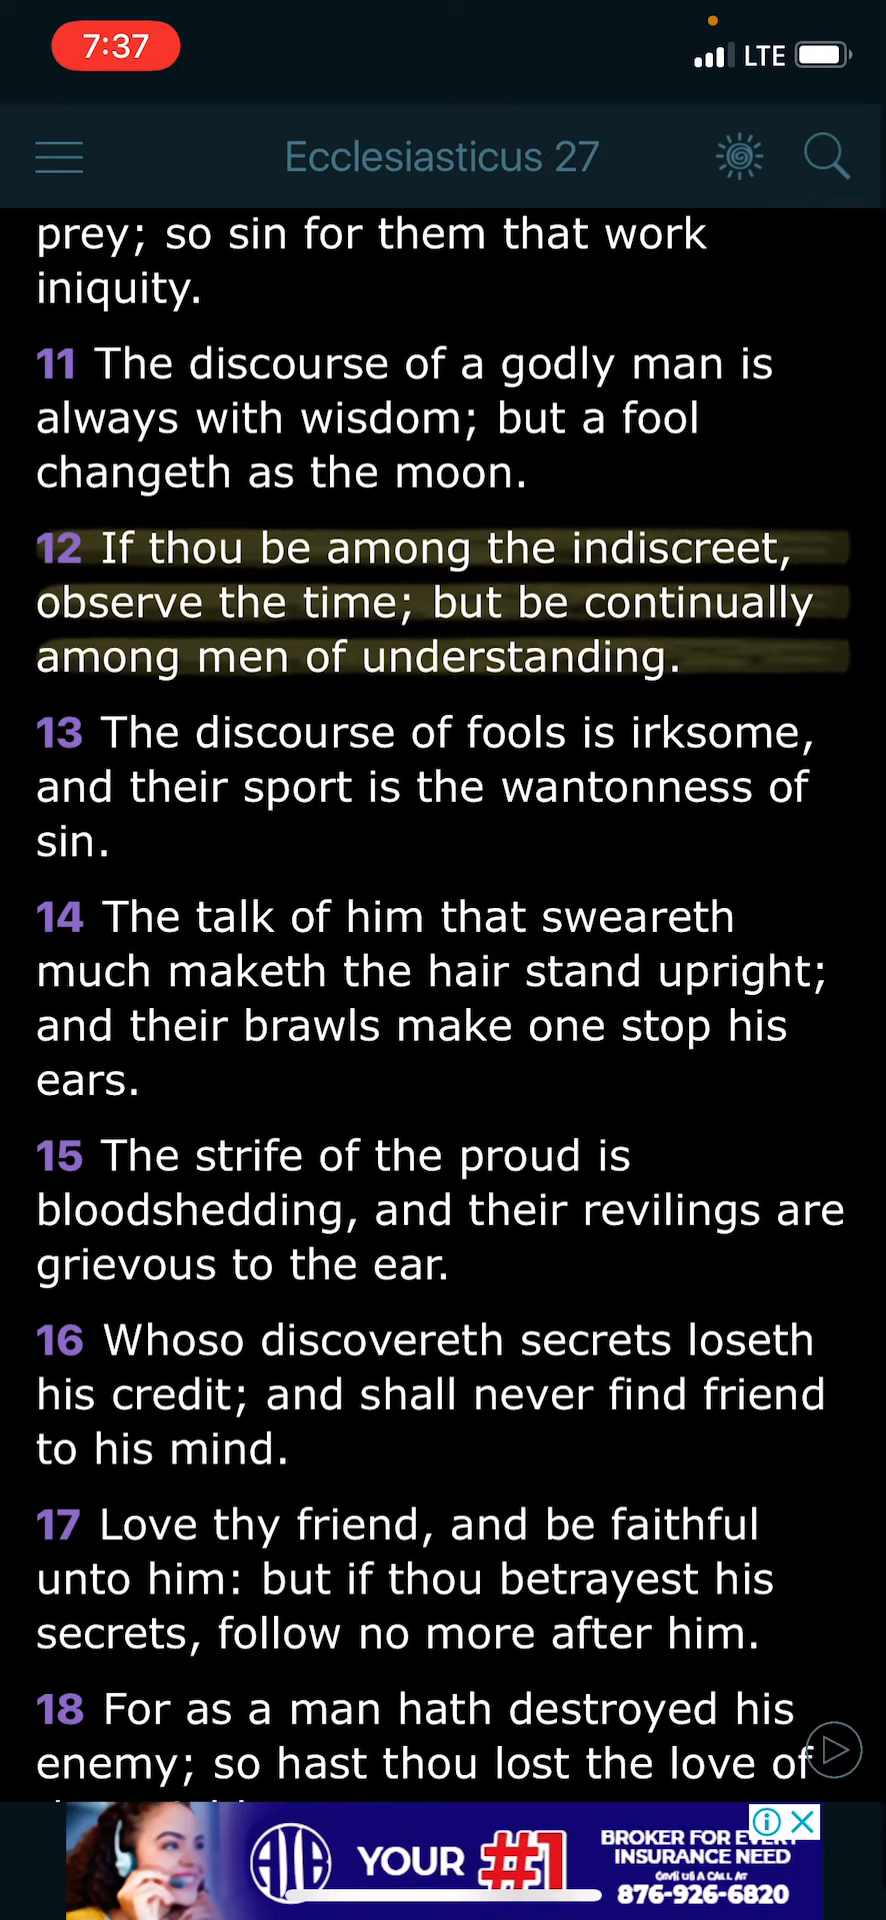 7:37
LTE
Ecclesiasticus 27
prey; so sin for them that work
iniquity.
11 The discourse of a godly man is
always with wisdom; but a fool
changeth as the moon.
12 If thou be among the indiscreet,
observe the time; but be continually
among men of understanding.
13 The discourse of fools is irksome,
and their sport is the wantonness of
sin.
14 The talk of him that sweareth
much maketh the hair stand upright;
and their brawls make one stop his
ears.
15 The strife of the proud is
bloodshedding, and their revilings are
grievous to the ear.
16 Whoso discovereth secrets loseth
his credit; and shall never find friend
to his mind.
17 Love thy friend, and be faithful
unto him: but if thou betrayest his
secrets, follow no more after him.
18 For as a man hath destroyed his
enemy; so hast thou lost the love of
YOUR #1
BROKER FOR EVERY
INSURANCE NEED
GIVE US A CALL AT
876-926-6820